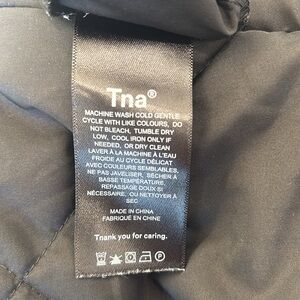 Tna®
MACHINE WASH COLD GENTLE
CYCLE WITH LIKE COLOURS, DO
NOT BLEACH, TUMBLE DRY
LOW, COOL IRON ONLY IF
NEEDED, OR DRY CLEAN
LAVER À LA MACHINE À L'EAU
FROIDE AU CYCLE DÉLICAT
AVEC COULEURS SEMBLABLES,
NE PAS JAVELISER, SÉCHER À
BASSE TEMPÉRATURE,
REPASSAGE DOUX SI
NÉCESSAIRE, OU NETTOYER À
SEC
MADE IN CHINA
FABRIQUÉ EN CHINE
Thank you for caring.